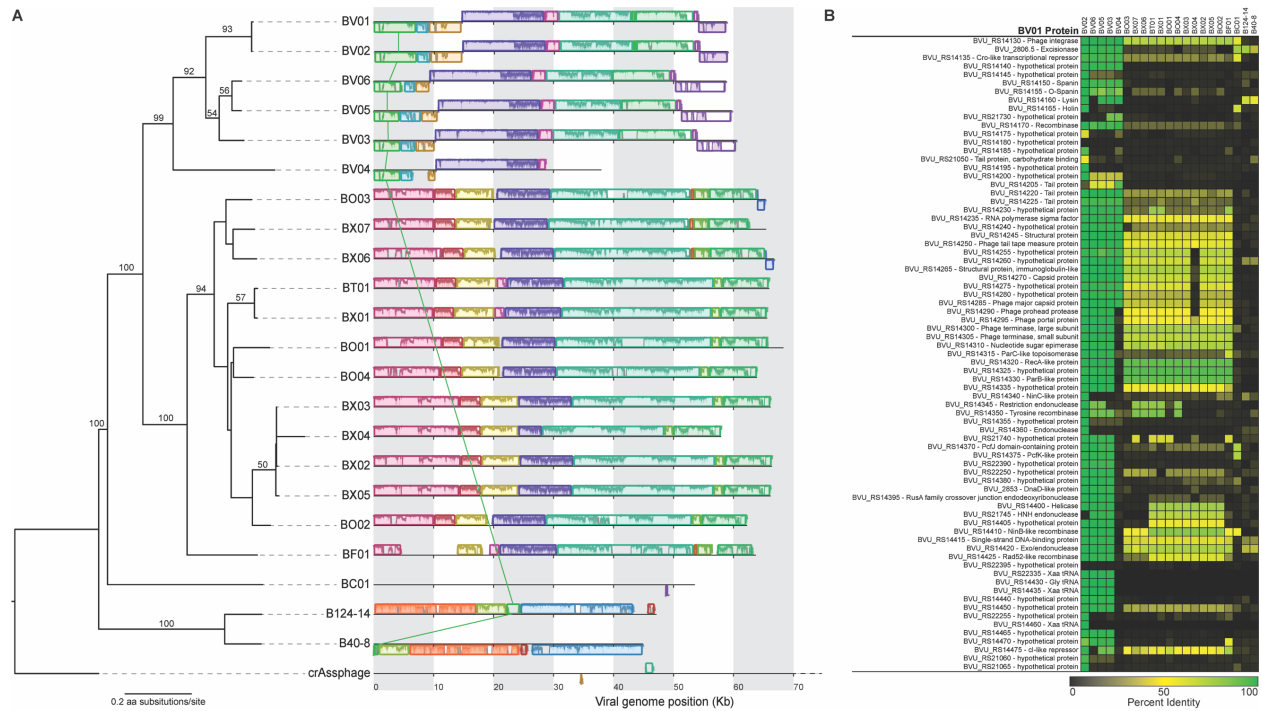 A
BV01
BV02
BV06
BV05
BV03
BV04
BO03
BX07
BX06
BT01
BX01
BO01
BO04
BX03
BX04
BX02
BX05
BO02
BF01
BC01
B124-14
B40-8
crAssphage
93
92
56
54
99
100
94
57
100
100
50
100
0.2 aa subsitutions/site
0 10 20 30 40 50 60 70
Viral genome position (Kb)
B
BV01 Protein
BVU_RS14130 - Phage integrase
BVU_2806.5 - Excisionase
BVU_RS14135 - Cro-like transcriptional repressor
BVU_RS14140 - hypothetical protein
BVU_RS14145 - hypothetical protein
BVU_RS14150 - Spanin
BVU_RS14155 - O-Spanin
BVU_RS14160 - Lysin
BVU_RS14165 - Holin
BVU_RS21730 - hypothetical protein
BVU_RS14170 - Recombinase
BVU_RS14175 - hypothetical protein
BVU_RS14180 - hypothetical protein
BVU_RS14185 - hypothetical protein
BVU_RS21050 - Tail protein, carbohydrate binding
BVU_RS14195 - hypothetical protein
BVU_RS14200 - hypothetical protein
BVU_RS14205 - Tail protein
BVU_RS14220 - Tail protein
BVU_RS14225 - Tail protein
BVU_RS14230 - hypothetical protein
BVU_RS14235 - RNA polymerase sigma factor
BVU_RS14240 - hypothetical protein
BVU_RS14245 - Structural protein
BVU_RS14250 - Phage tail tape measure protein
BVU_RS14255 - hypothetical protein
BVU_RS14260 - hypothetical protein
BVU_RS14265 - Structural protein, immunoglobulin-like
BVU_RS14270 - Capsid protein
BVU_RS14275 - hypothetical protein
BVU_RS14280 - hypothetical protein
BVU_RS14285 - Phage major capsid protein
BVU_RS14290 - Phage prohead protease
BVU_RS14295 - Phage portal protein
BVU_RS14300 - Phage terminase, large subunit
BVU_RS14305 - Phage terminase, small subunit
BVU_RS14310 - Nucleotide sugar epimerase
BVU_RS14315 - ParC-like topoisomerase
BVU_RS14320 - RecA-like protein
BVU_RS14325 - hypothetical protein
BVU_RS14330 - ParB-like protein
BVU_RS14335 - hypothetical protein
BVU_RS14340 - NinC-like protein
BVU_RS14345 - Restriction endonuclease
BVU_RS14350 - Tyrosine recombinase
BVU_RS14355 - hypothetical protein
BVU_RS14360 - Endonuclease
BVU_RS21740 - hypothetical protein
BVU_RS14370 - PcfJ domain-containing protein
BVU_RS14375 - PcfK-like protein
BVU_RS22390 - hypothetical protein
BVU_RS22250 - hypothetical protein
BVU_RS14380 - hypothetical protein
BVU_2853 - DneD-like protein
BVU_RS14395 - RusA family crossover junction endodeoxyribonuclease
BVU_RS14400 - Helicase
BVU_RS21745 - HNH endonuclease
BVU_RS14405 - hypothetical protein
BVU_RS14410 - NinB-like recombinase
BVU_RS14415 - Single-strand DNA-binding protein
BVU_RS14420 - Exo/endonuclease
BVU_RS14425 - Rad52-like recombinase
BVU_RS22395 - hypothetical protein
BVU_RS22335 - Xaa tRNA
BVU_RS14430 - Gly tRNA
BVU_RS14435 - Xaa tRNA
BVU_RS14440 - hypothetical protein
BVU_RS14450 - hypothetical protein
BVU_RS22255 - hypothetical protein
BVU_RS14460 - Xaa tRNA
BVU_RS14465 - hypothetical protein
BVU_RS14470 - hypothetical protein
BVU_RS14475 - cI-like repressor
BVU_RS21060 - hypothetical protein
BVU_RS21065 - hypothetical protein
BV02 BV06 BV05 BV03 BV04 BO03 BX07 BX06 BT01 BX01 BO01 BO04 BX03 BX04 BX02 BX05 BO02 BF01 BC01 B124-14 B40-8
0 50 100
Percent Identity